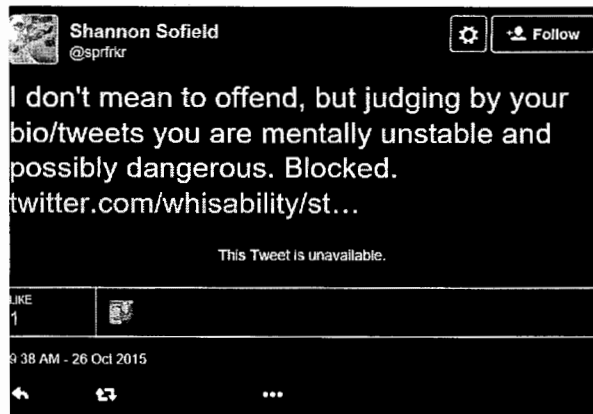 Shannon Sofield
@sprfrkr
Follow
I don't mean to offend, but judging by your
bio/tweets you are mentally unstable and
possibly dangerous. Blocked.
twitter.com/whisability/st...
This Tweet is unavailable.
LIKE
1
9 38 AM - 26 Oct 2015